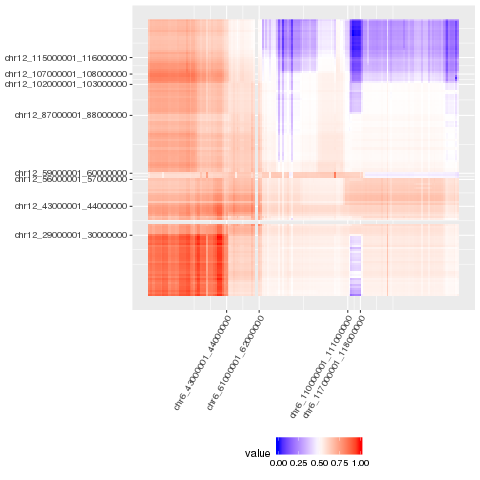 chr12_115000001_116000000
chr12_107000001_108000000
chr12_102000001_103000000
chr12_87000001_88000000
chr12_59000001_60000000
chr12_56000001_57000000
chr12_43000001_44000000
chr12_29000001_30000000
chr6_43000001_44000000
chr6_61000001_62000000
chr6_110000001_111000000
chr6_117000001_118000000
value
0.00 0.25 0.50 0.75 1.00